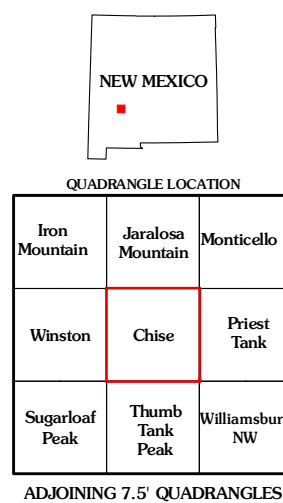 NEW MEXICO
QUADRANGLE LOCATION
Iron
Mountain
Jaralosa
Mountain
Monticello
Winston
Chise
Priest
Tank
Sugarloaf
Peak
Thumb
Tank
Peak
Williamsbur
NW
ADJOINING 7.5' QUADRANGLES